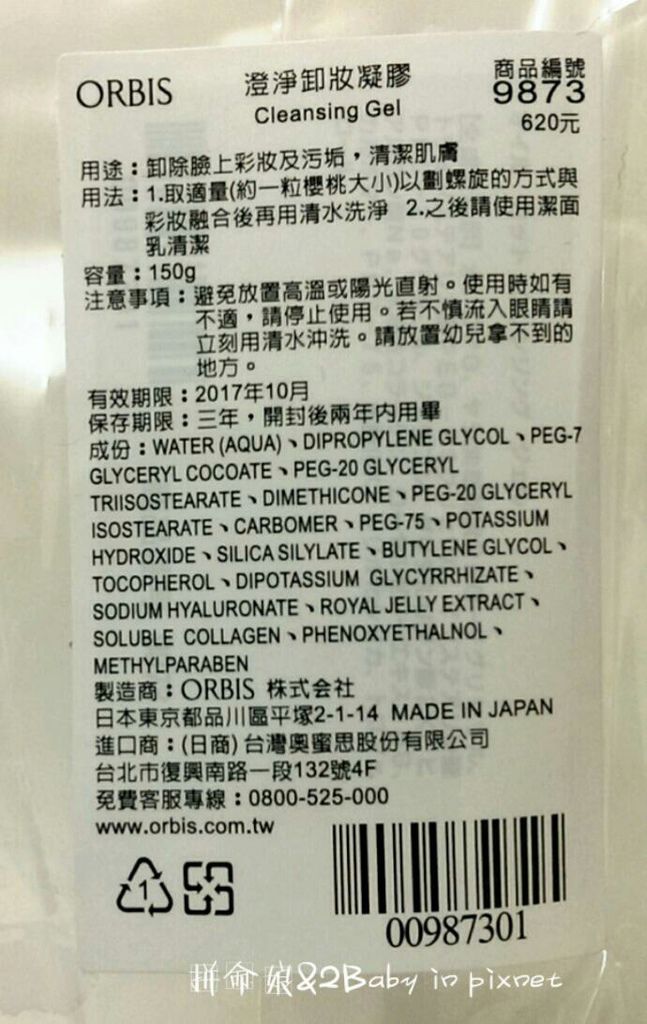 ORBIS
澄淨卸妝凝膠
Cleansing Gel
商品編號
9873
620元
用途：卸除臉上彩妝及污垢，清潔肌膚
用法：1.取適量(約一粒櫻桃大小)以劃螺旋的方式與
彩妝融合後再用清水洗淨 2.之後請使用潔面
乳清潔
容量：150g
注意事項：避免放置高溫或陽光直射。使用時如有
不適，請停止使用。若不慎流入眼睛請
立刻用清水沖洗。請放置幼兒拿不到的
地方。
有效期限：2017年10月
保存期限：三年，開封後兩年內用畢
成份：WATER (AQUA)、DIPROPYLENE GLYCOL、PEG-7
GLYCERYL COCOATE、PEG-20 GLYCERYL
TRIISOSTEARATE、DIMETHICONE、PEG-20 GLYCERYL
ISOSTEARATE、CARBOMER、PEG-75、POTASSIUM
HYDROXIDE、SILICA SILYLATE、BUTYLENE GLYCOL、
TOCOPHEROL、DIPOTASSIUM GLYCYRRHIZATE、
SODIUM HYALURONATE、ROYAL JELLY EXTRACT、
SOLUBLE COLLAGEN、PHENOXYETHALNOL、
METHYLPARABEN
製造商：ORBIS 株式会社
日本東京都品川區平塚2-1-14 MADE IN JAPAN
進口商：(日商)台灣奧蜜思股份有限公司
台北市復興南路一段132號4F
免費客服專線：0800-525-000
www.orbis.com.tw
1
00987301
拼命娘&2Baby in pixnet